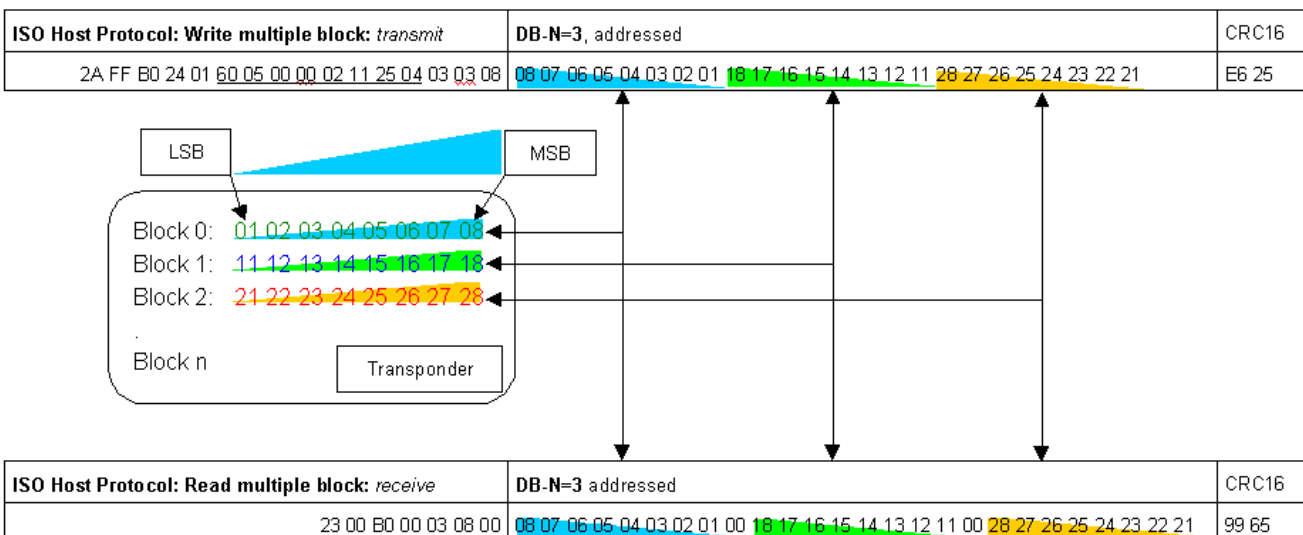 ISO Host Protocol: Write multiple block: transmit DB-N=3, addressed CRC16
2A FF B0 24 01 60 05 00 00 02 11 25 04 03 03 08 08 07 06 05 04 03 02 01 18 17 16 15 14 13 12 11 28 27 26 25 24 23 22 21 E6 25
LSB MSB
Block 0: 01 02 03 04 05 06 07 08
Block 1: 11 12 13 14 15 16 17 18
Block 2: 21 22 23 24 25 26 27 28
.
Block n
Transponder
ISO Host Protocol: Read multiple block: receive DB-N=3 addressed CRC16
23 00 B0 00 03 08 00 08 07 06 05 04 03 02 01 00 18 17 16 15 14 13 12 11 00 28 27 26 25 24 23 22 21 99 65